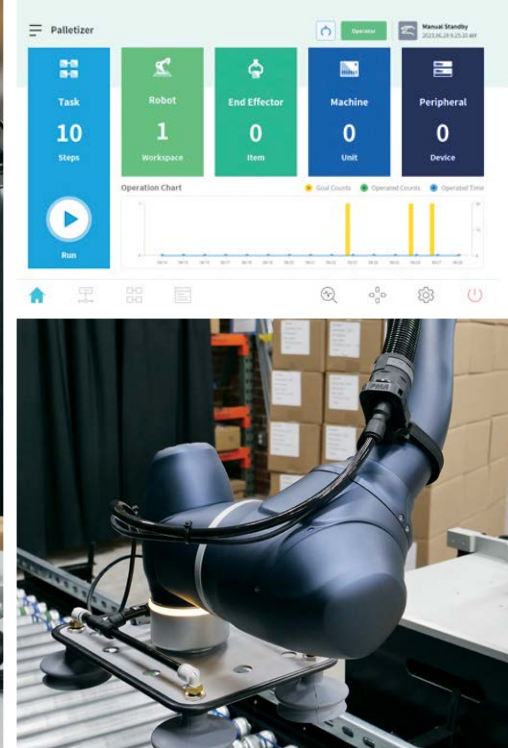 Palletizer
Operator
Manual Standby
Task
10
Steps
Run
Robot
1
Workspace
End Effector
0
Item
Machine
0
Unit
Peripheral
0
Device
Operation Chart
Goal Counts
Operated Counts
Operated Time
PMA